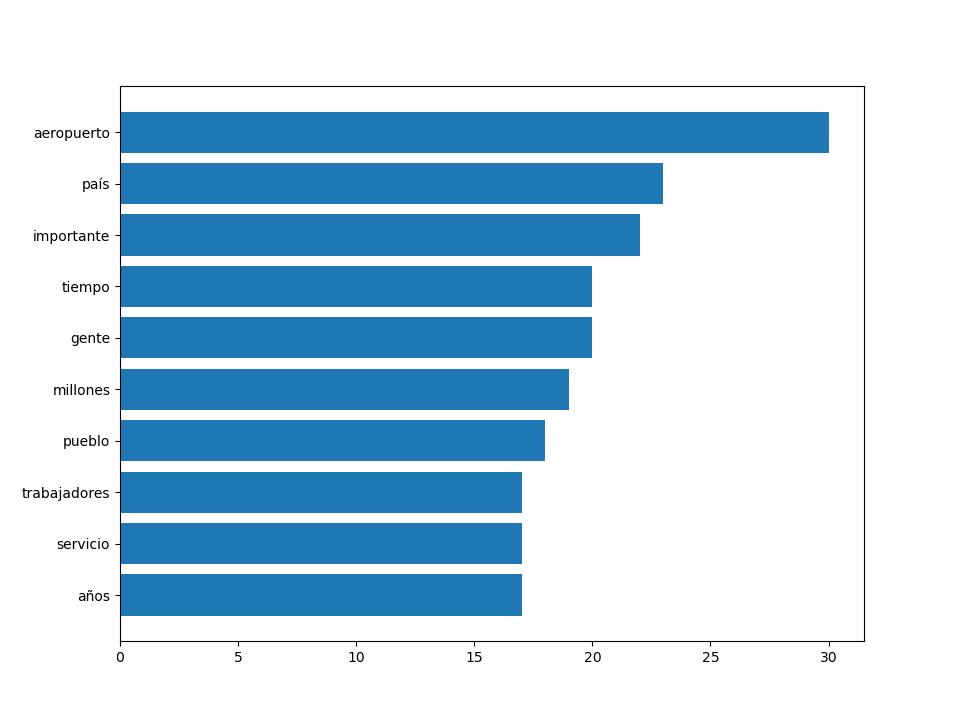 aeropuerto
país
importante
tiempo
gente
millones
pueblo
trabajadores
servicio
años
0 5 10 15 20 25 30